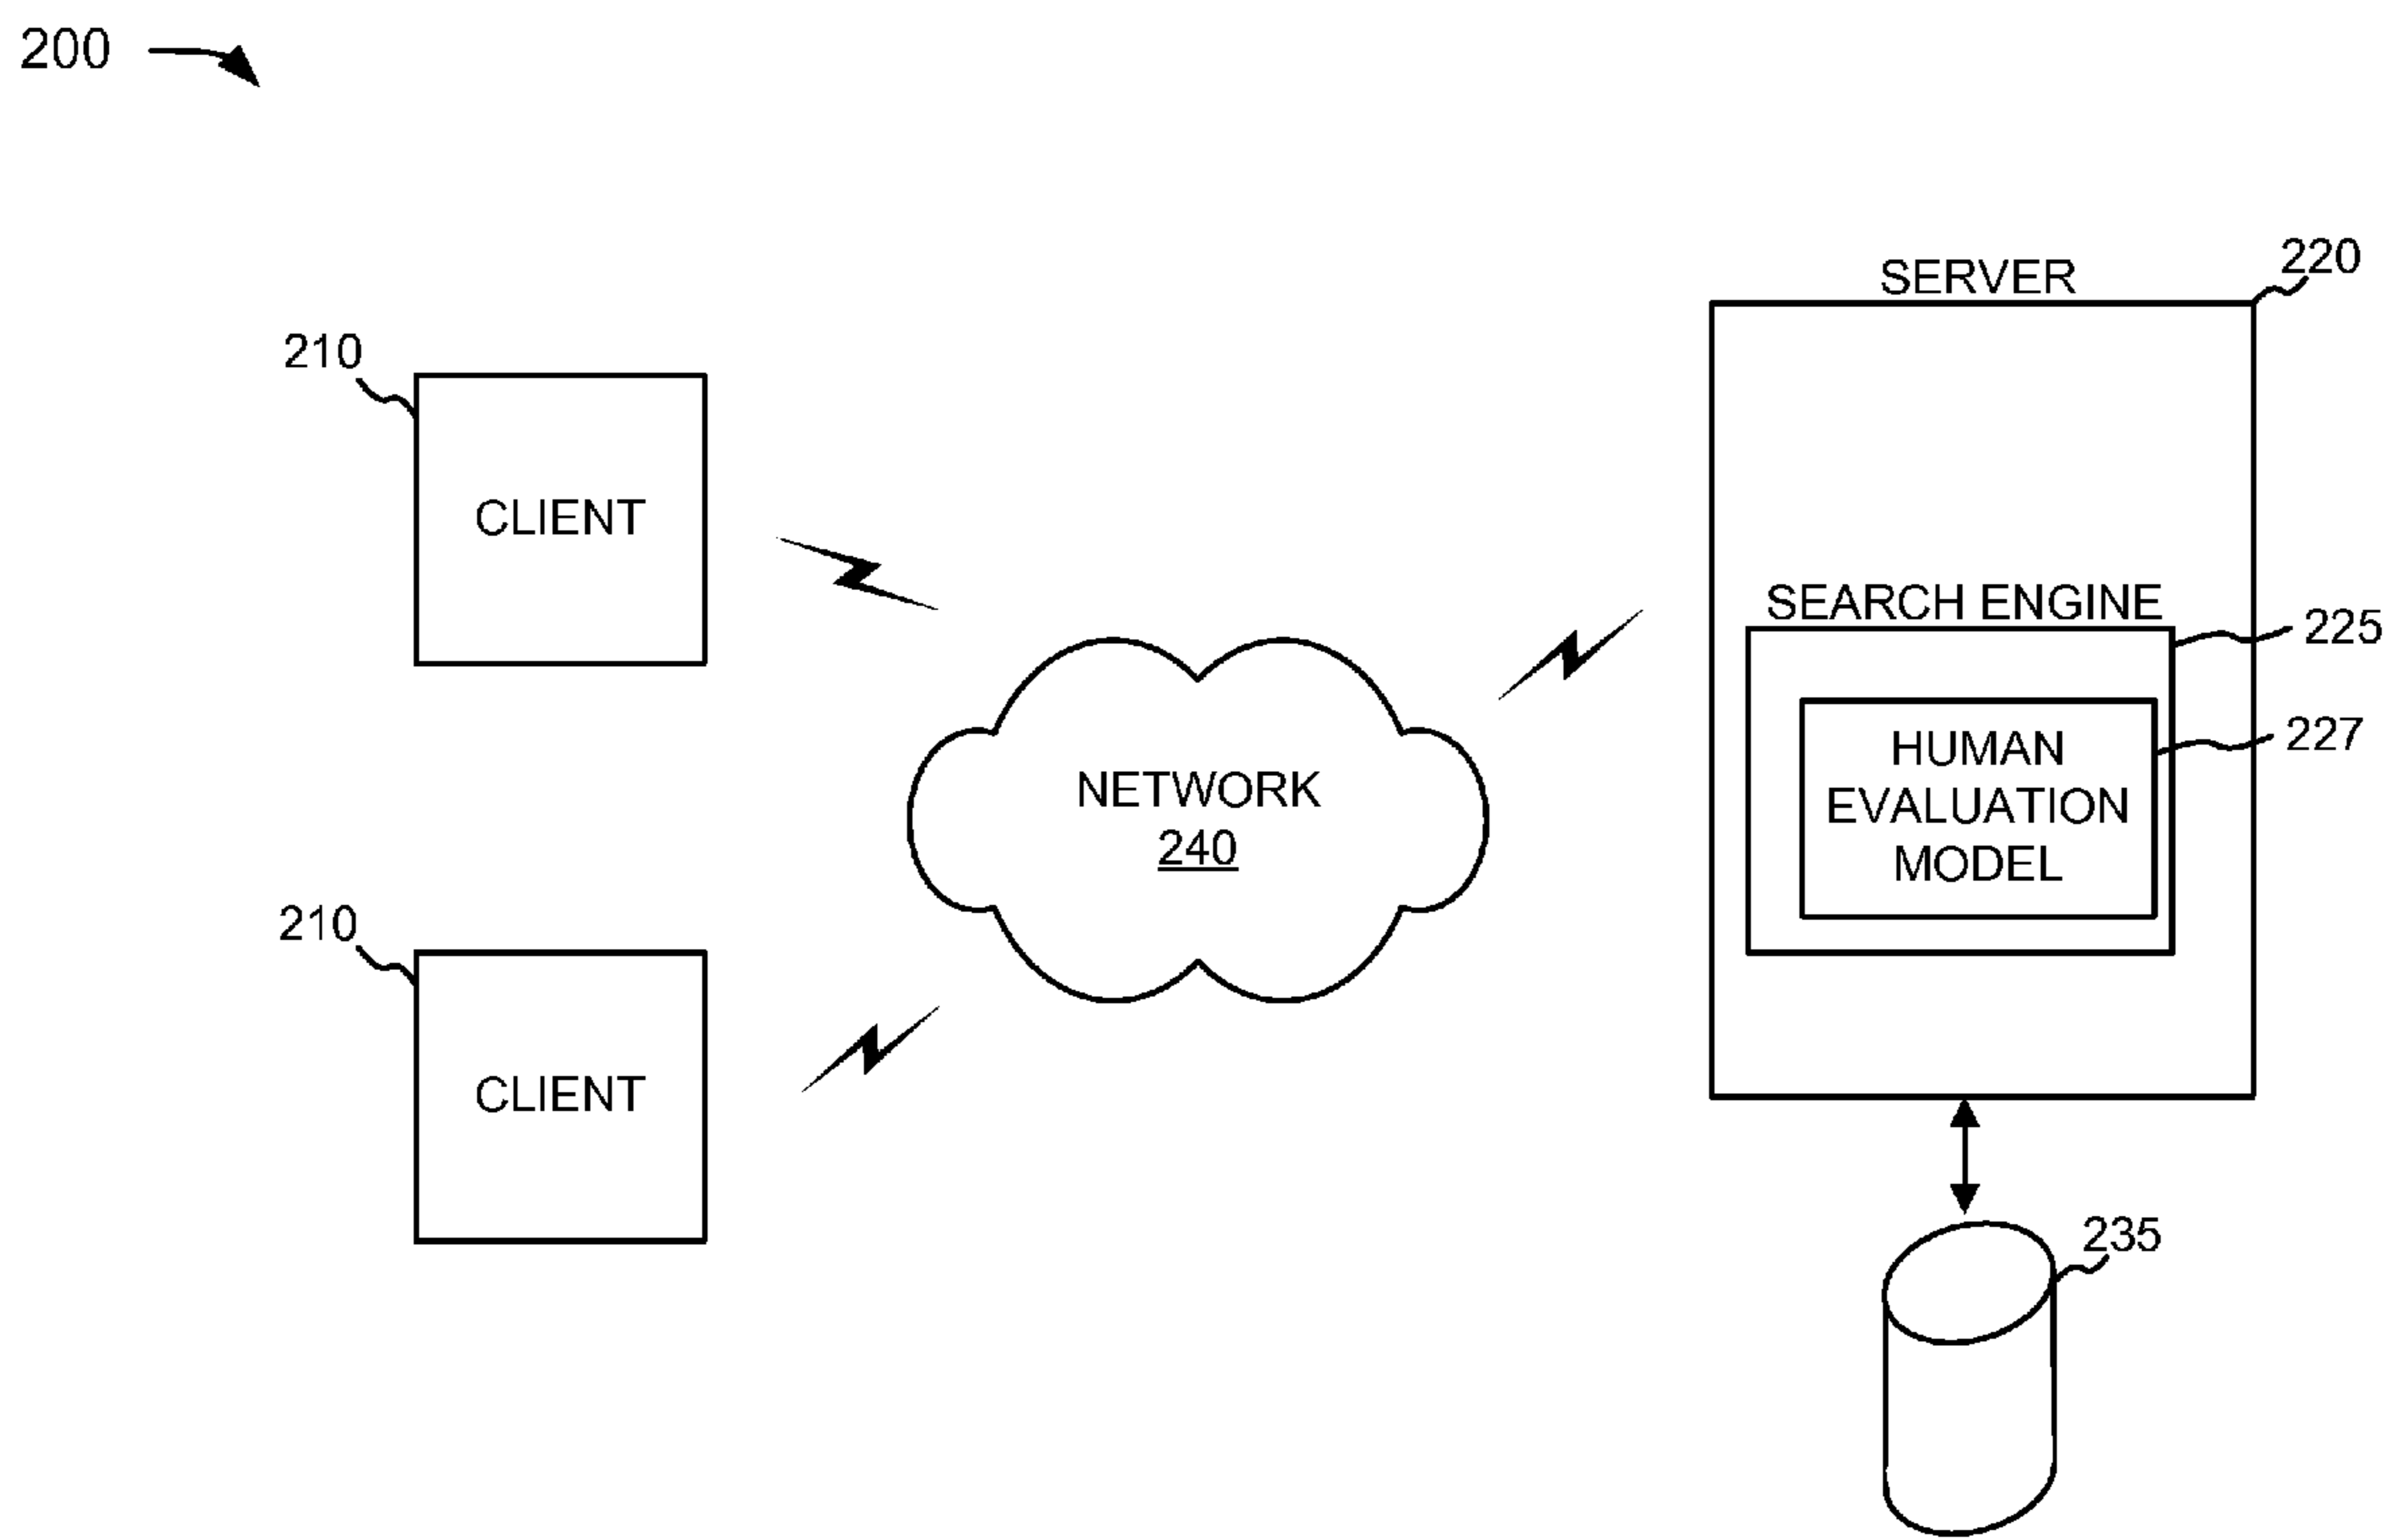 200
210
CLIENT
210
CLIENT
NETWORK
240
SERVER
220
SEARCH ENGINE
225
HUMAN
EVALUATION
MODEL
227
235